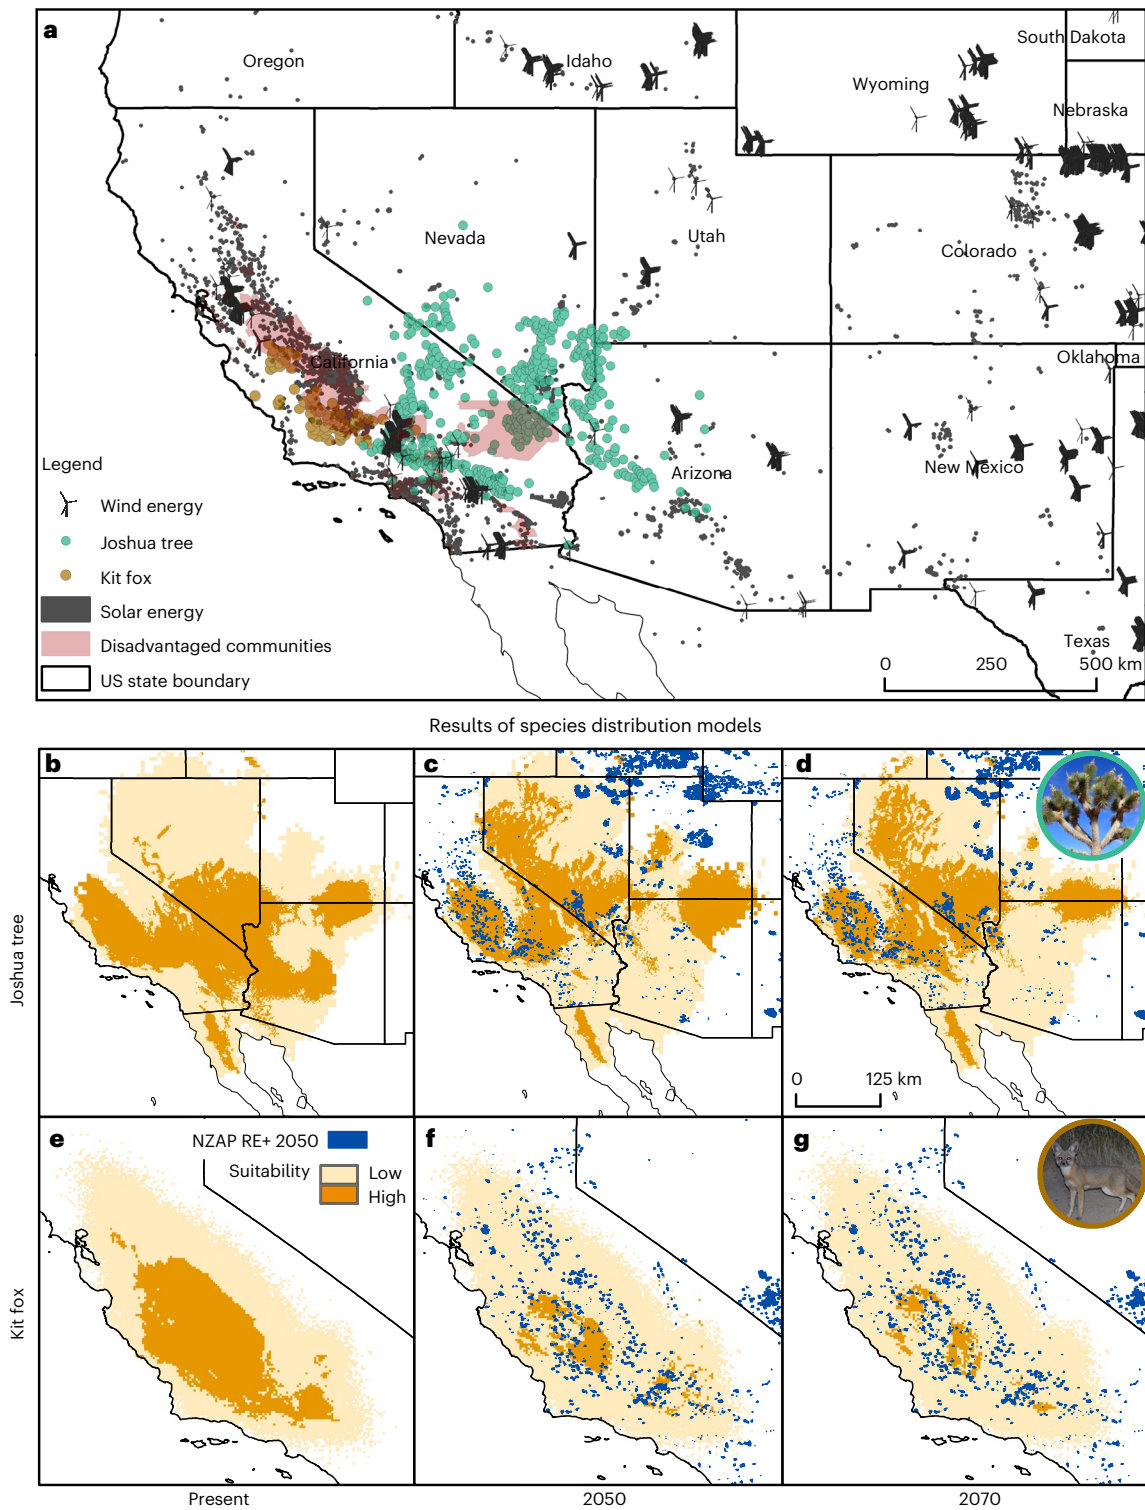 a
Oregon
Idaho
South Dakota
Wyoming
Nebraska
Nevada
Utah
Colorado
California
Oklahoma
Arizona
New Mexico
Texas
Legend
Wind energy
Joshua tree
Kit fox
Solar energy
Disadvantaged communities
US state boundary
0 250 500 km
Results of species distribution models
b
c
d
Joshua tree
0 125 km
e
NZAP RE+ 2050
Suitability
Low
High
f
g
Kit fox
Present
2050
2070